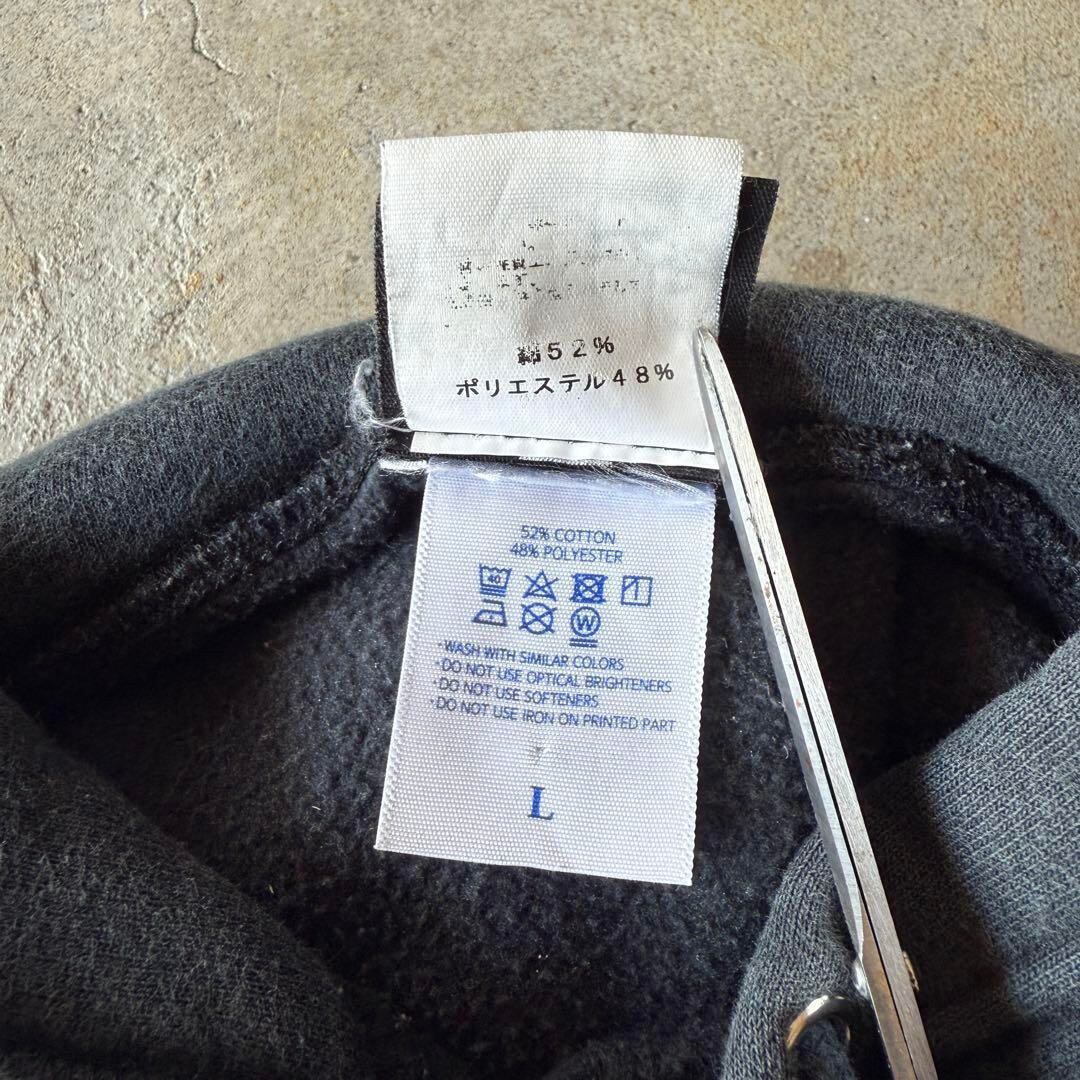 綿52%
ポリエステル48%
52% COTTON
48% POLYESTER
40
W
·WASH WITH SIMILAR COLORS
·DO NOT USE OPTICAL BRIGHTENERS
·DO NOT USE SOFTENERS
·DO NOT USE IRON ON PRINTED PART
L